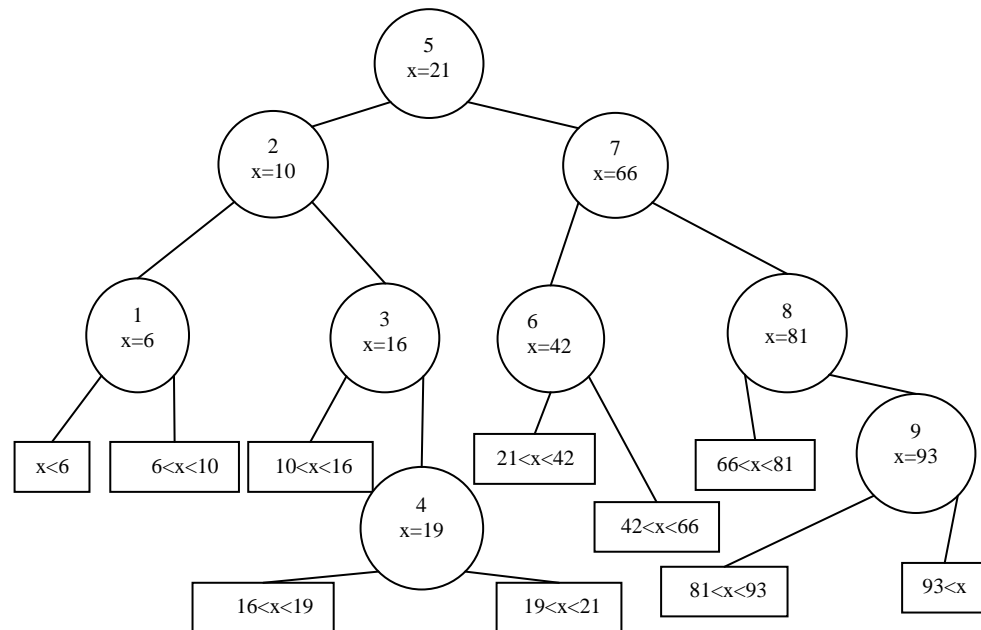 5
x=21
2
x=10
7
x=66
1
x=6
3
x=16
6
x=42
8
x=81
x<6
6<x<10
10<x<16
21<x<42
66<x<81
9
x=93
4
x=19
42<x<66
16<x<19
19<x<21
81<x<93
93<x